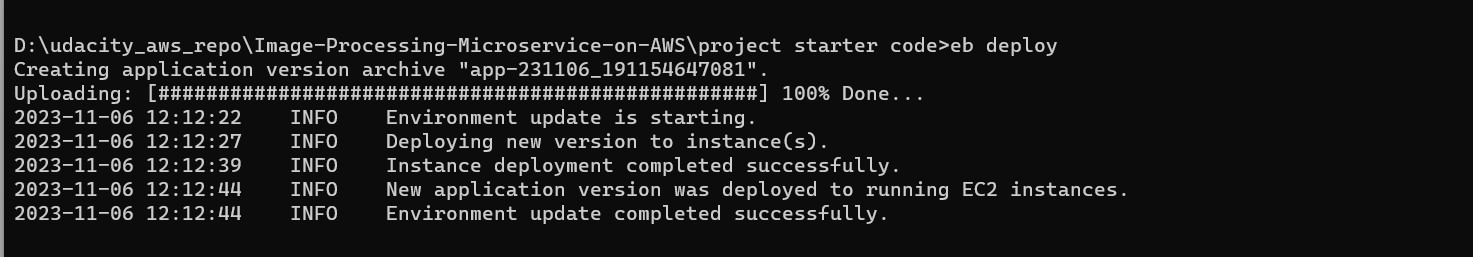 D:\udacity_aws_repo\Image-Processing-Microservice-on-AWS\project starter code>eb deploy
Creating application version archive "app-231106_191154647081".
Uploading: [##################################################] 100% Done...
2023-11-06 12:12:22    INFO    Environment update is starting.
2023-11-06 12:12:27    INFO    Deploying new version to instance(s).
2023-11-06 12:12:39    INFO    Instance deployment completed successfully.
2023-11-06 12:12:44    INFO    New application version was deployed to running EC2 instances.
2023-11-06 12:12:44    INFO    Environment update completed successfully.